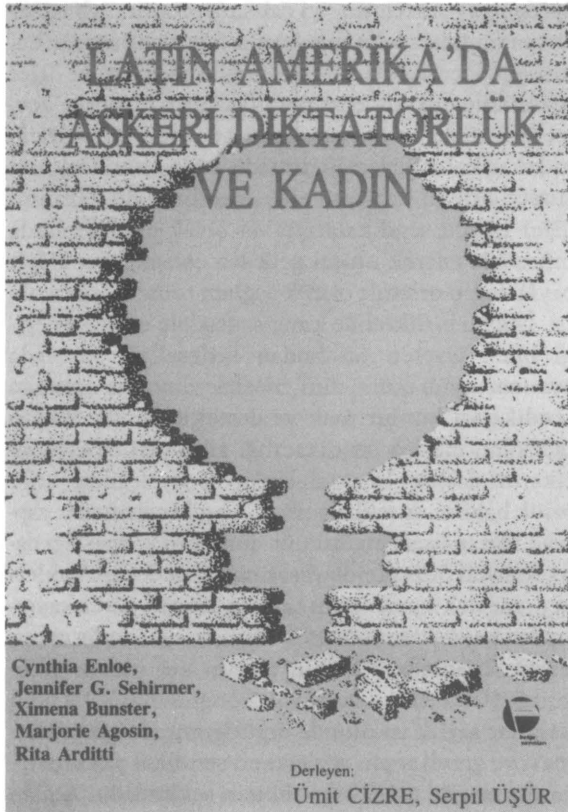 LATİN AMERİKA'DA
ASKERİ DİKTATÖRLÜK
VE KADIN
Cynthia Enloe,
Jennifer G. Sehirmer,
Ximena Bunster,
Marjorie Agosin,
Rita Arditti
Derleyen:
Ümit CİZRE, Serpil ÜŞÜR